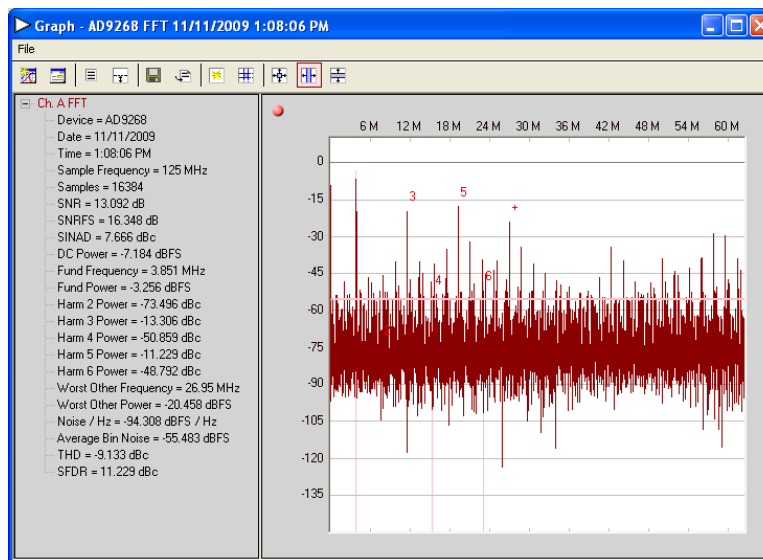 Graph - AD9268 FFT 11/11/2009 1:08:06 PM
File
Ch. A FFT
Device = AD9268
Date = 11/11/2009
Time = 1:08:06 PM
Sample Frequency = 125 MHz
Samples = 16384
SNR = 13.092 dB
SNRFS = 16.348 dB
SINAD = 7.666 dBc
DC Power = -7.184 dBFS
Fund Frequency = 3.851 MHz
Fund Power = -3.256 dBFS
Harm 2 Power = -73.496 dBc
Harm 3 Power = -13.306 dBc
Harm 4 Power = -50.859 dBc
Harm 5 Power = -11.229 dBc
Harm 6 Power = -48.792 dBc
Worst Other Frequency = 26.95 MHz
Worst Other Power = -20.458 dBFS
Noise / Hz = -94.308 dBFS / Hz
Average Bin Noise = -55.483 dBFS
THD = -9.133 dBc
SFDR = 11.229 dBc
6 M 12 M 18 M 24 M 30 M 36 M 42 M 48 M 54 M 60 M
0
-15
-30
-45
-60
-75
-90
-105
-120
-135
3
5
+
4
6